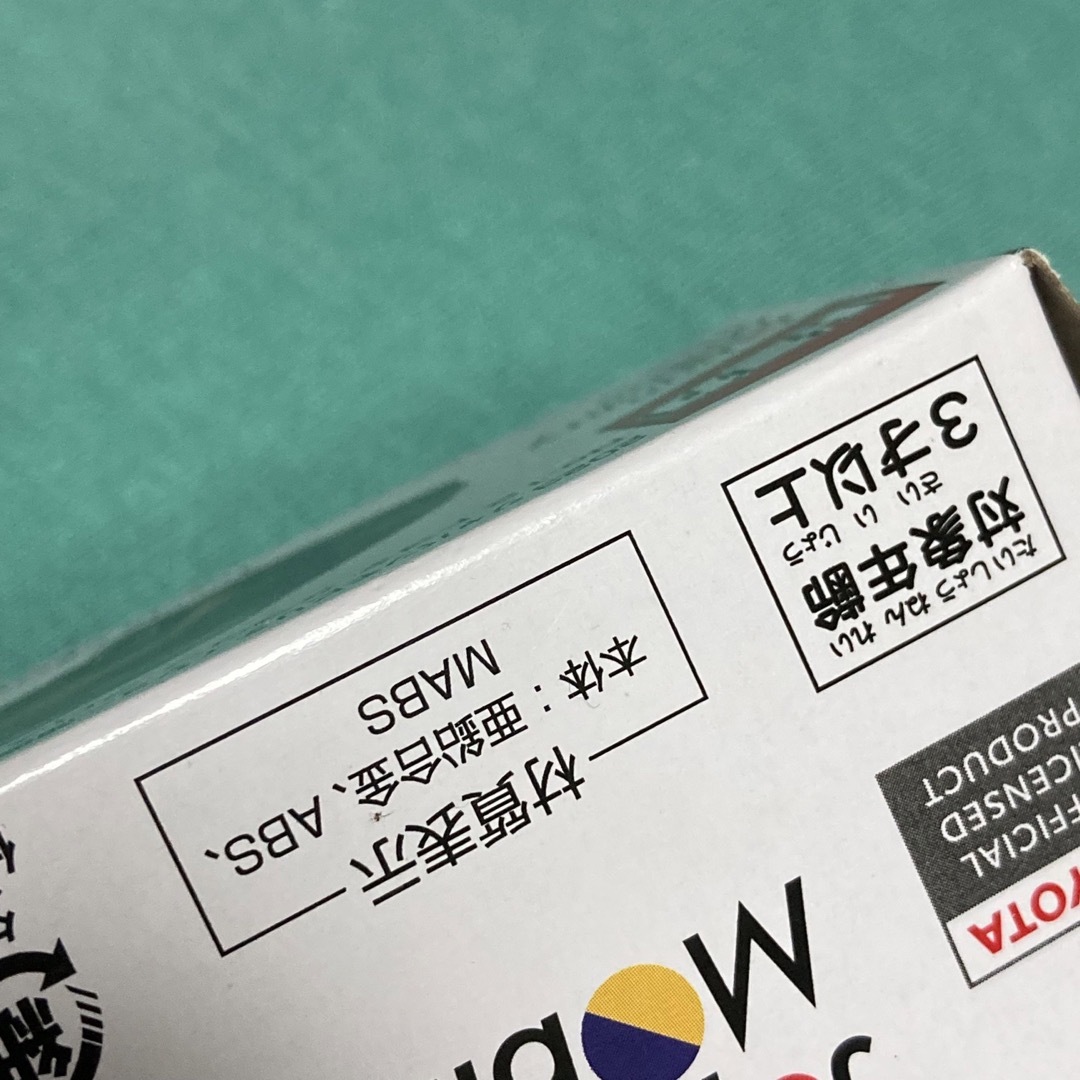 TOYOTA
OFFICIAL
LICENSED
PRODUCT
対象年齢
たいしょうねんれい
3才以上
さいいじょう
材質表示
本体：亜鉛合金、ABS、
MABS